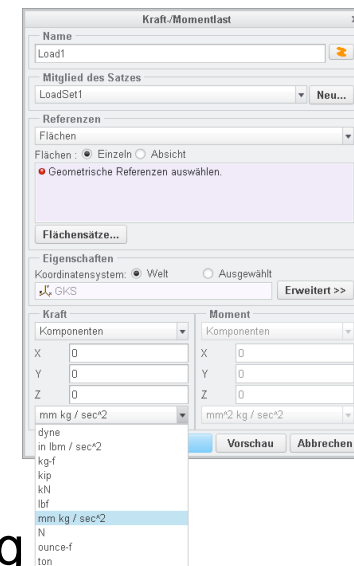 Kraft-/Momentlast
Name
Load1
Mitglied des Satzes
LoadSet1
Neu...
Referenzen
Flächen
Flächen : Einzeln Absicht
Geometrische Referenzen auswählen.
Flächensätze...
Eigenschaften
Koordinatensystem: Welt Ausgewählt
GKS Erweitert >>
Kraft Moment
Komponenten Komponenten
X 0 X 0
Y 0 Y 0
Z 0 Z 0
mm kg / sec^2 mm^2 kg / sec^2
dyne
Vorschau Abbrechen
in lbm / sec^2
kg-f
kip
kN
lbf
mm kg / sec^2
N
ounce-f
ton
g